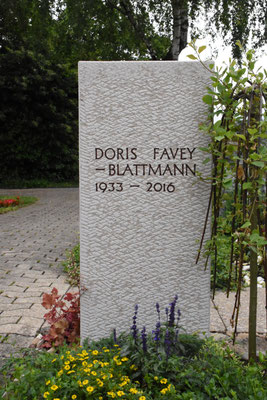 DORIS FAVEY
–BLATTMANN
1933 – 2016